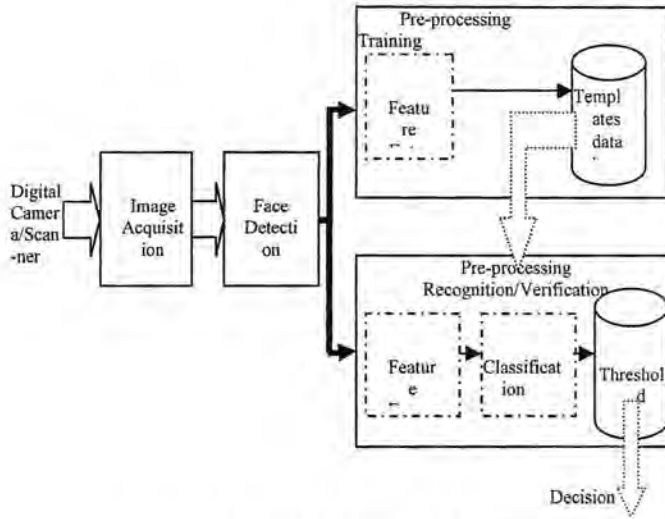 Pre-processing
Training
Featu
re
Templ
ates
data
Digital
Camer
a/Scan
-ner
Image
Acquisit
ion
Face
Detecti
on
Pre-processing
Recognition/Verification
Featur
e
Classificat
ion
Threshol
d
Decision